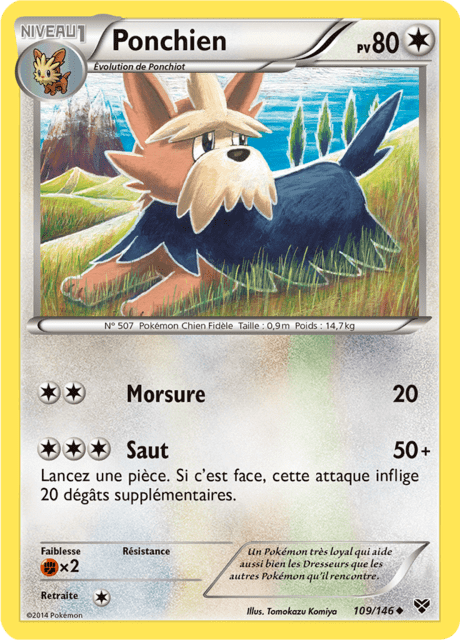 NIVEAU 1
Ponchien
PV 80
Évolution de Ponchiot
N° 507 Pokémon Chien Fidèle Taille : 0,9m Poids : 14,7kg
Morsure 20
Saut 50+
Lancez une pièce. Si c'est face, cette attaque inflige
20 dégâts supplémentaires.
Faiblesse Résistance
×2
Retraite
Un Pokémon très loyal qui aide
aussi bien les Dresseurs que les
autres Pokémon qu'il rencontre.
©2014 Pokémon
Illus. Tomokazu Komiya 109/146
XY